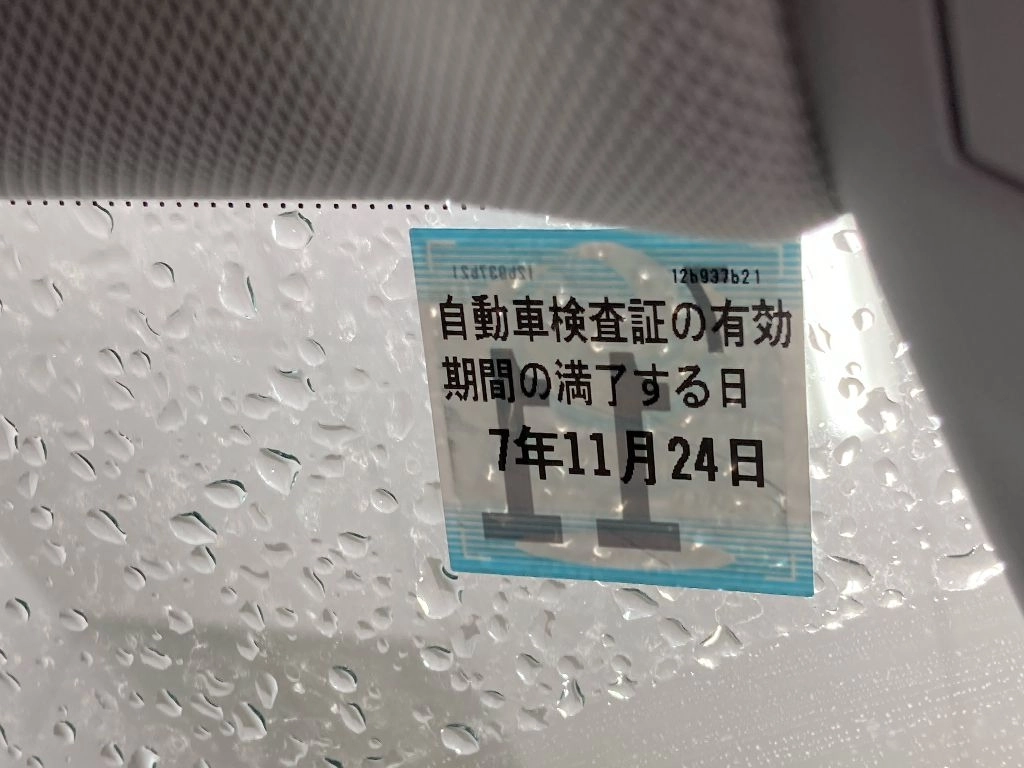 12b937b21
自動車検査証の有効
期間の満了する日
7年11月24日
11